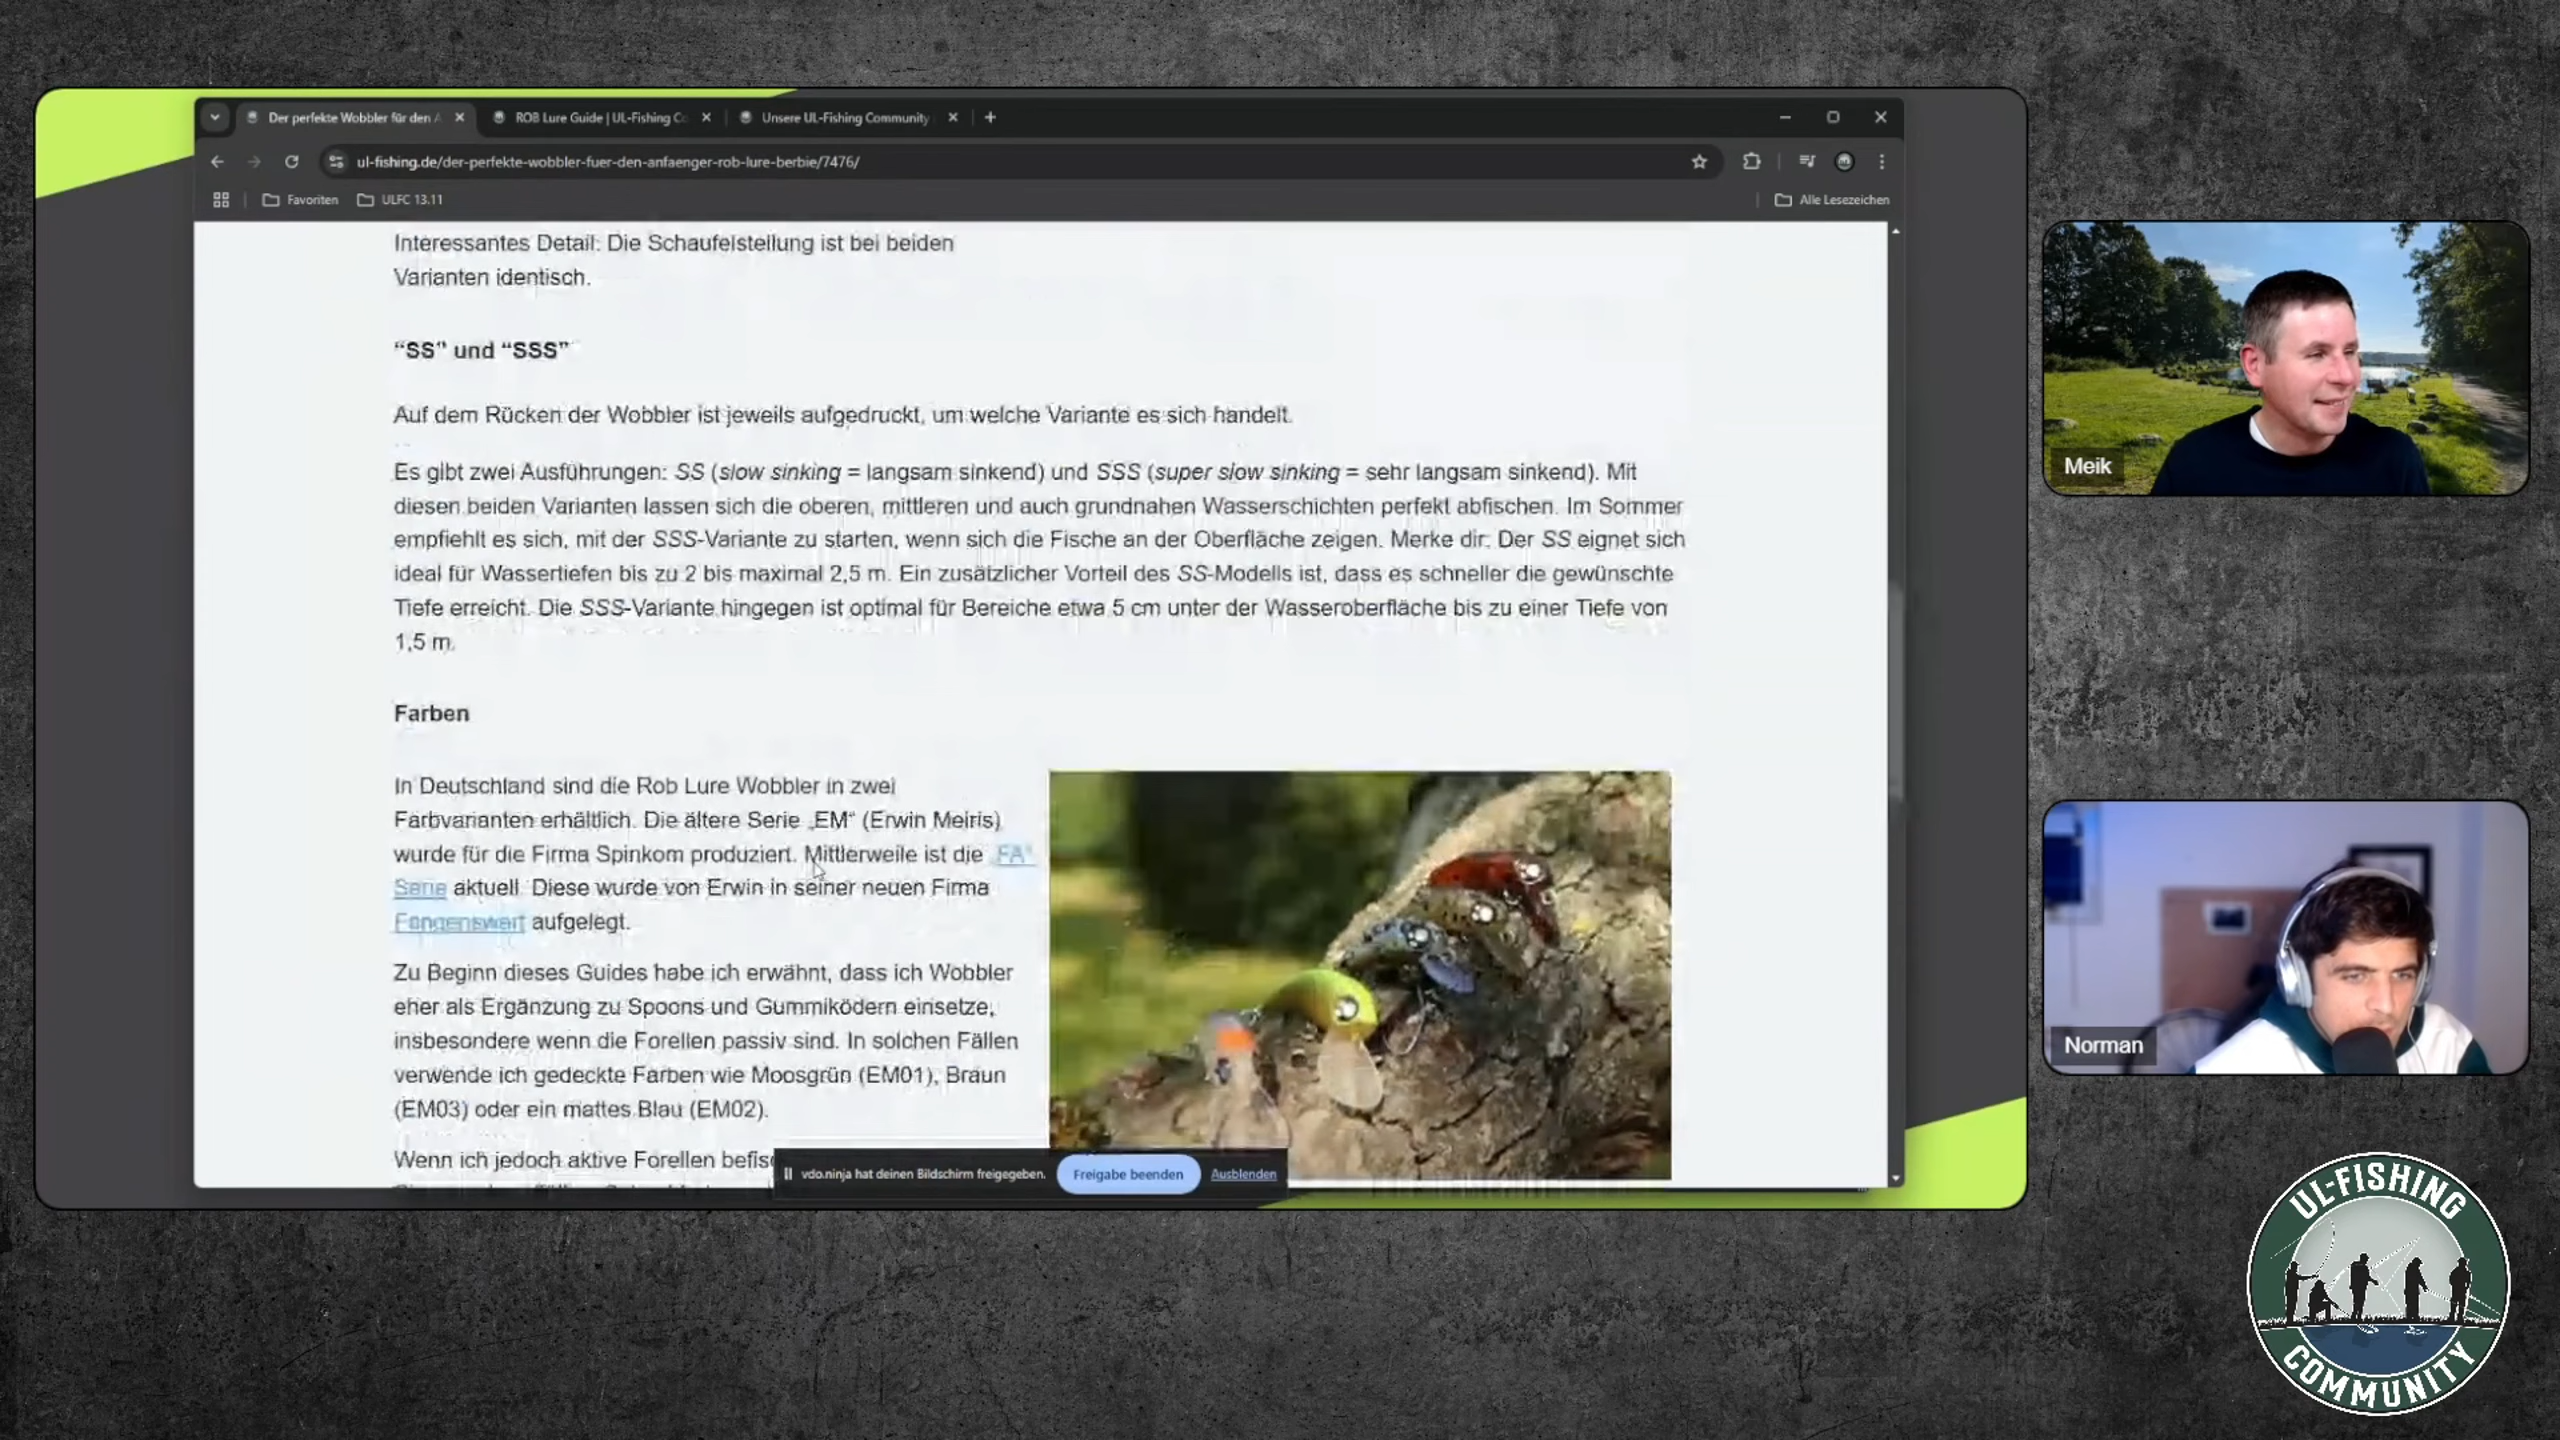 Der perfekte Wobbler für den A
ROB Lure Guide | UL-Fishing Co
Unsere UL-Fishing Community
ul-fishing.de/der-perfekte-wobbler-fuer-den-anfaenger-rob-lure-berbie/7476/
Favoriten
ULFC 13.11
Alle Lesezeichen
Interessantes Detail: Die Schaufelstellung ist bei beiden
Varianten identisch.
“SS” und “SSS”
Auf dem Rücken der Wobbler ist jeweils aufgedruckt, um welche Variante es sich handelt.
Es gibt zwei Ausführungen: SS (slow sinking = langsam sinkend) und SSS (super slow sinking = sehr langsam sinkend). Mit
diesen beiden Varianten lassen sich die oberen, mittleren und auch grundnahen Wasserschichten perfekt abfischen. Im Sommer
empfiehlt es sich, mit der SSS-Variante zu starten, wenn sich die Fische an der Oberfläche zeigen. Merke dir: Der SS eignet sich
ideal für Wassertiefen bis zu 2 bis maximal 2,5 m. Ein zusätzlicher Vorteil des SS-Modells ist, dass es schneller die gewünschte
Tiefe erreicht. Die SSS-Variante hingegen ist optimal für Bereiche etwa 5 cm unter der Wasseroberfläche bis zu einer Tiefe von
1,5 m.
Farben
In Deutschland sind die Rob Lure Wobbler in zwei
Farbvarianten erhältlich. Die ältere Serie „EM“ (Erwin Meiris)
wurde für die Firma Spinkom produziert. Mittlerweile ist die „FA“
Serie aktuell. Diese wurde von Erwin in seiner neuen Firma
Fangenswert aufgelegt.
Zu Beginn dieses Guides habe ich erwähnt, dass ich Wobbler
eher als Ergänzung zu Spoons und Gummiködern einsetze,
insbesondere wenn die Forellen passiv sind. In solchen Fällen
verwende ich gedeckte Farben wie Moosgrün (EM01), Braun
(EM03) oder ein mattes Blau (EM02).
Wenn ich jedoch aktive Forellen befisc
vdo.ninja hat deinen Bildschirm freigegeben.
Freigabe beenden
Ausblenden
Meik
Norman
UL-FISHING
COMMUNITY